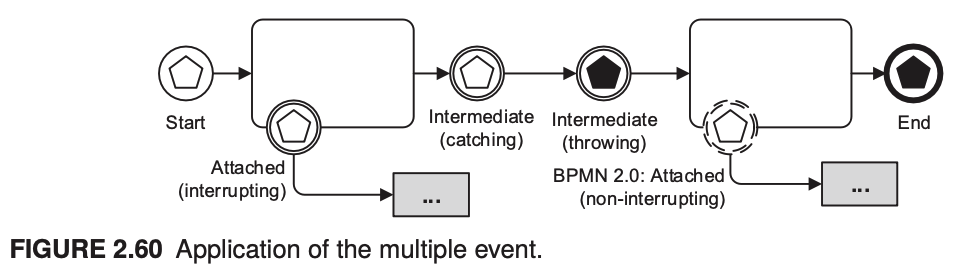 Start
Attached
(interrupting)
...
Intermediate
(catching)
Intermediate
(throwing)
BPMN 2.0: Attached
(non-interrupting)
...
End
FIGURE 2.60 Application of the multiple event.